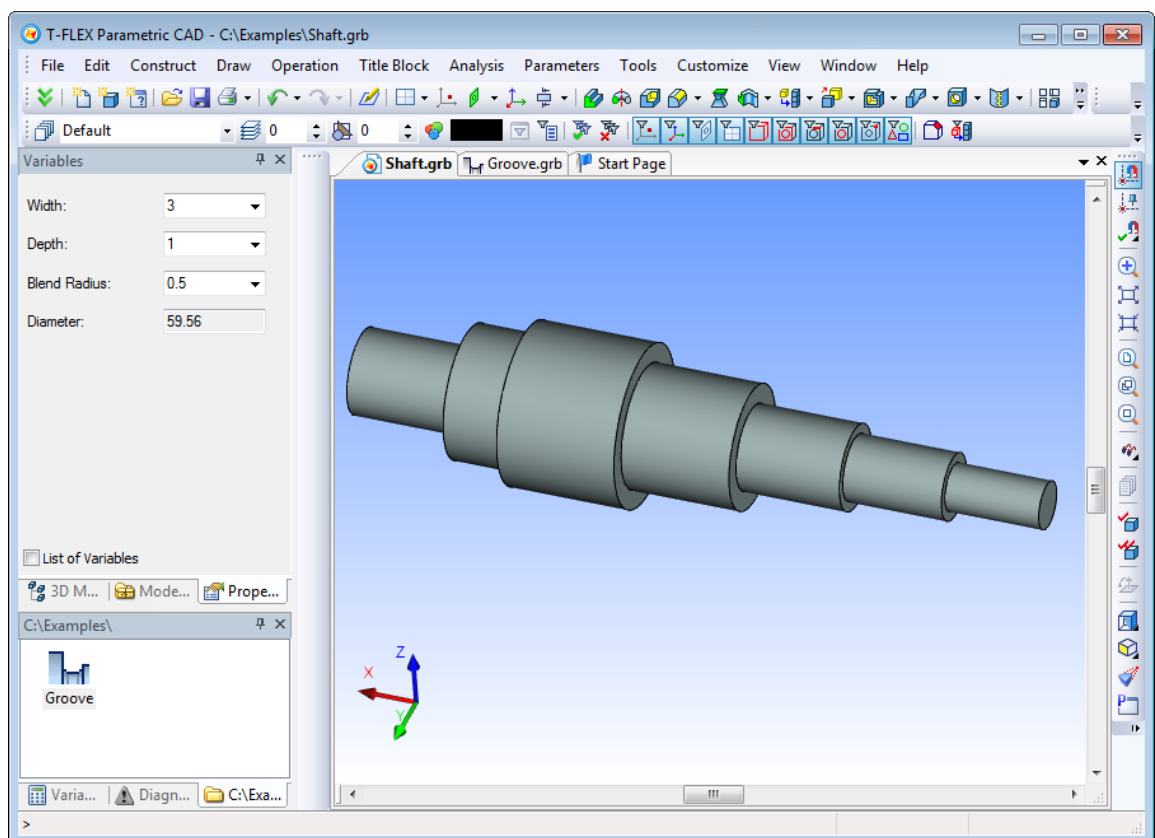 T-FLEX Parametric CAD - C:\Examples\Shaft.grb
File Edit Construct Draw Operation Title Block Analysis Parameters Tools Customize View Window Help
Default 0 0
Variables
Shaft.grb Groove.grb Start Page
Width: 3
Depth: 1
Blend Radius: 0.5
Diameter: 59.56
List of Variables
3D M... Mode... Prope...
C:\Examples\
Groove
Z
X
Y
Varia... Diagn... C:\Exa...
>